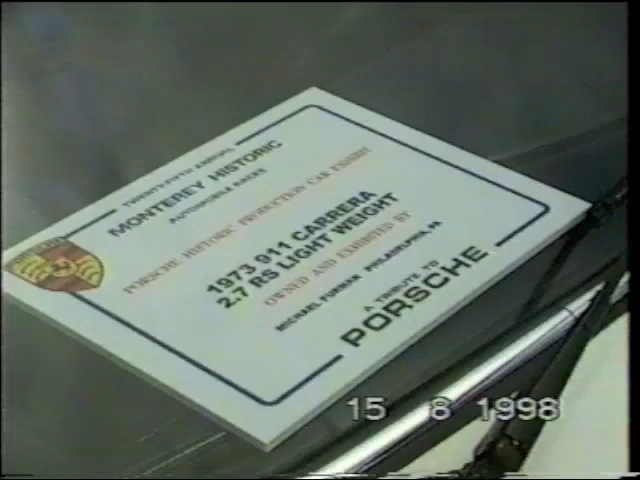 TWENTY-FIFTH ANNUAL
MONTEREY HISTORIC
AUTOMOBILE RACES
PORSCHE HISTORIC PRODUCTION CAR EXHIBIT
1973 911 CARRERA
2.7 RS LIGHT WEIGHT
OWNED AND EXHIBITED BY
MICHAEL FURMAN PHILADELPHIA, PA
A TRIBUTE TO
PORSCHE
15 8 1998